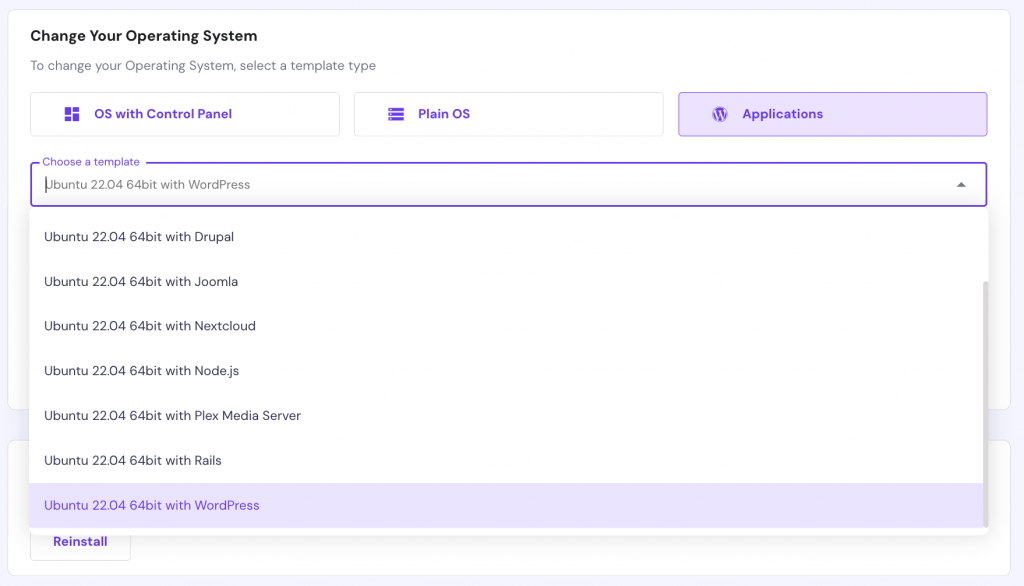 Change Your Operating System
To change your Operating System, select a template type
OS with Control Panel
Plain OS
Applications
Choose a template
Ubuntu 22.04 64bit with WordPress
Ubuntu 22.04 64bit with Drupal
Ubuntu 22.04 64bit with Joomla
Ubuntu 22.04 64bit with Nextcloud
Ubuntu 22.04 64bit with Node.js
Ubuntu 22.04 64bit with Plex Media Server
Ubuntu 22.04 64bit with Rails
Ubuntu 22.04 64bit with WordPress
Reinstall